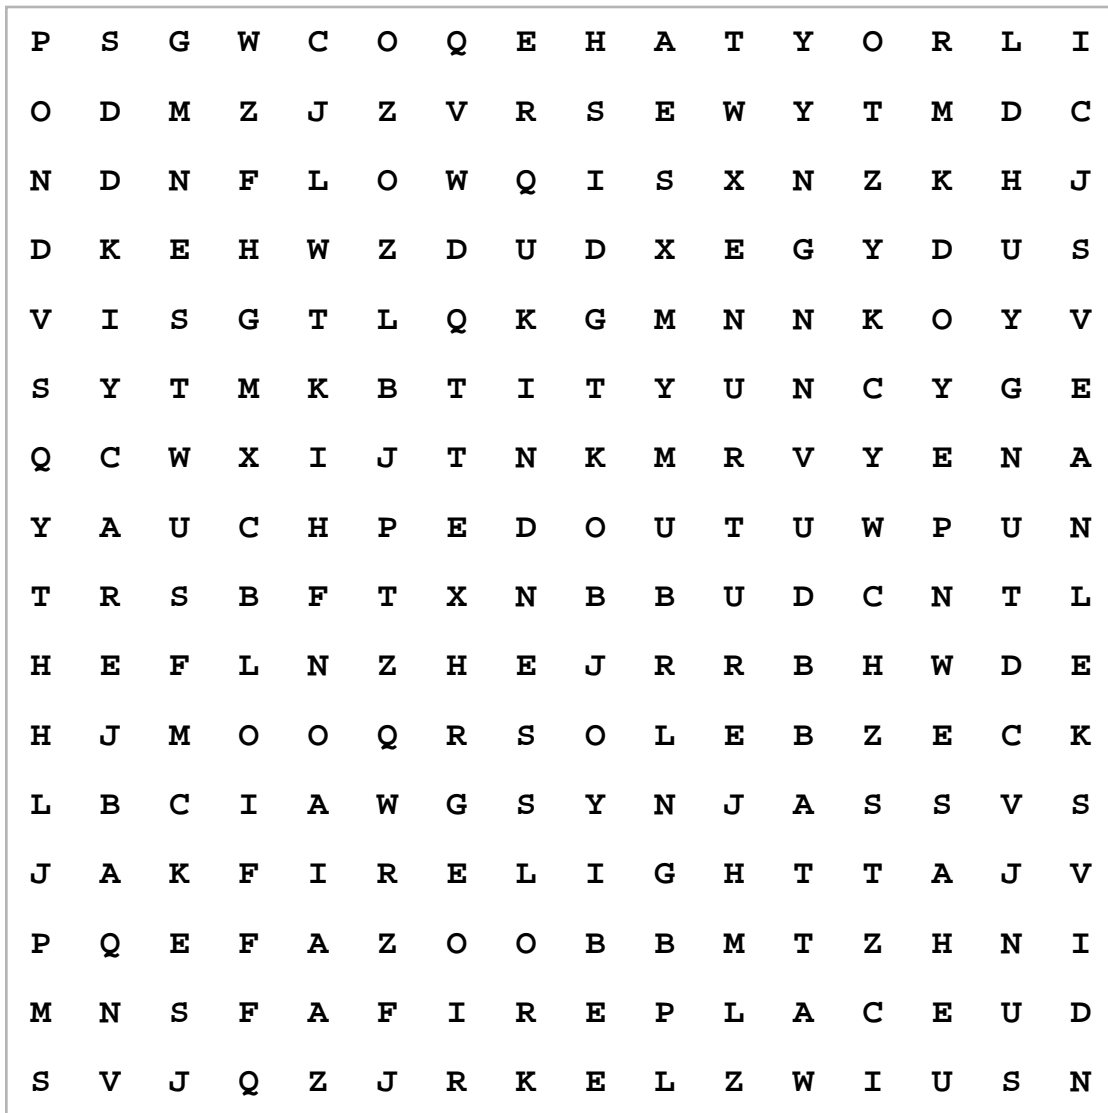 P S G W C O Q E H A T Y O R L I
O D M Z J Z V R S E W Y T M D C
N D N F L O W Q I S X N Z K H J
D K E H W Z D U D X E G Y D U S
V I S G T L Q K G M N N K O Y V
S Y T M K B T I T Y U N C Y G E
Q C W X I J T N K M R V Y E N A
Y A U C H P E D O U T U W P U N
T R S B F T X N B B U D C N T L
H E F L N Z H E J R R B H W D E
H J M O O Q R S O L E B Z E C K
L B C I A W G S Y N J A S S V S
J A K F I R E L I G H T T A J V
P Q E F A Z O O B B M T Z H N I
M N S F A F I R E P L A C E U D
S V J Q Z J R K E L Z W I U S N